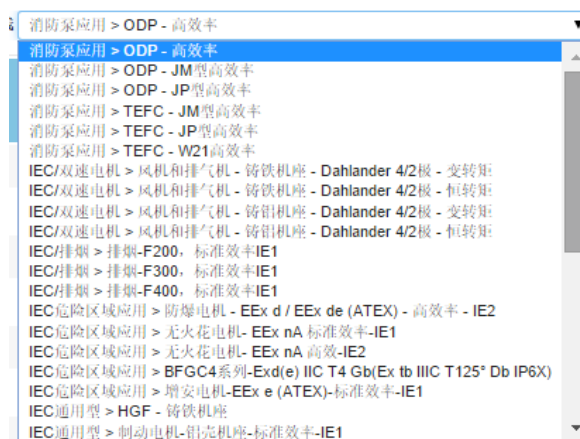 消防泵应用 > ODP - 高效率
消防泵应用 > ODP - 高效率
消防泵应用 > ODP - JM型高效率
消防泵应用 > ODP - JP型高效率
消防泵应用 > TEFC - JM型高效率
消防泵应用 > TEFC - JP型高效率
消防泵应用 > TEFC - W21高效率
IEC/双速电机 > 风机和排气机 - 铸铁机座 - Dahlander 4/2极 - 变转矩
IEC/双速电机 > 风机和排气机 - 铸铁机座 - Dahlander 4/2极 - 恒转矩
IEC/双速电机 > 风机和排气机 - 铸铝机座 - Dahlander 4/2极 - 变转矩
IEC/双速电机 > 风机和排气机 - 铸铝机座 - Dahlander 4/2极 - 恒转矩
IEC/排烟 > 排烟-F200，标准效率IE1
IEC/排烟 > 排烟-F300，标准效率IE1
IEC/排烟 > 排烟-F400，标准效率IE1
IEC危险区域应用 > 防爆电机 - EEx d / EEx de (ATEX) - 高效率 - IE2
IEC危险区域应用 > 无火花电机- EEx nA 标准效率-IE1
IEC危险区域应用 > 无火花电机- EEx nA 高效-IE2
IEC危险区域应用 > BFGC4系列-Exd(e) IIC T4 Gb(Ex tb IIIC T125° Db IP6X)
IEC危险区域应用 > 增安电机-EEx e (ATEX)-标准效率-IE1
IEC通用型 > HGF - 铸铁机座
IEC通用型 > 制动电机-铝壳机座-标准效率-IE1